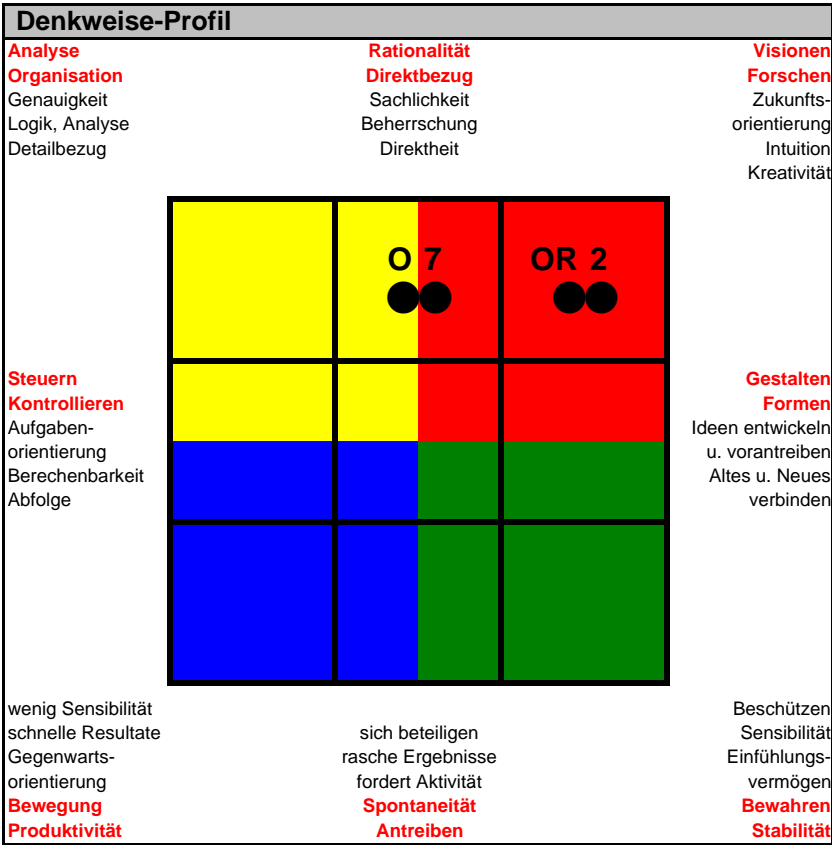 Denkweise-Profil
Analyse
Organisation
Genauigkeit
Logik, Analyse
Detailbezug
Rationalität
Direktbezug
Sachlichkeit
Beherrschung
Direktheit
Visionen
Forschen
Zukunfts-
orientierung
Intuition
Kreativität
O 7
OR 2
Steuern
Kontrollieren
Aufgaben-
orientierung
Berechenbarkeit
Abfolge
Gestalten
Formen
Ideen entwickeln
u. vorantreiben
Altes u. Neues
verbinden
wenig Sensibilität
schnelle Resultate
Gegenwarts-
orientierung
Bewegung
Produktivität
sich beteiligen
rasche Ergebnisse
fordert Aktivität
Spontaneität
Antreiben
Beschützen
Sensibilität
Einfühlungs-
vermögen
Bewahren
Stabilität